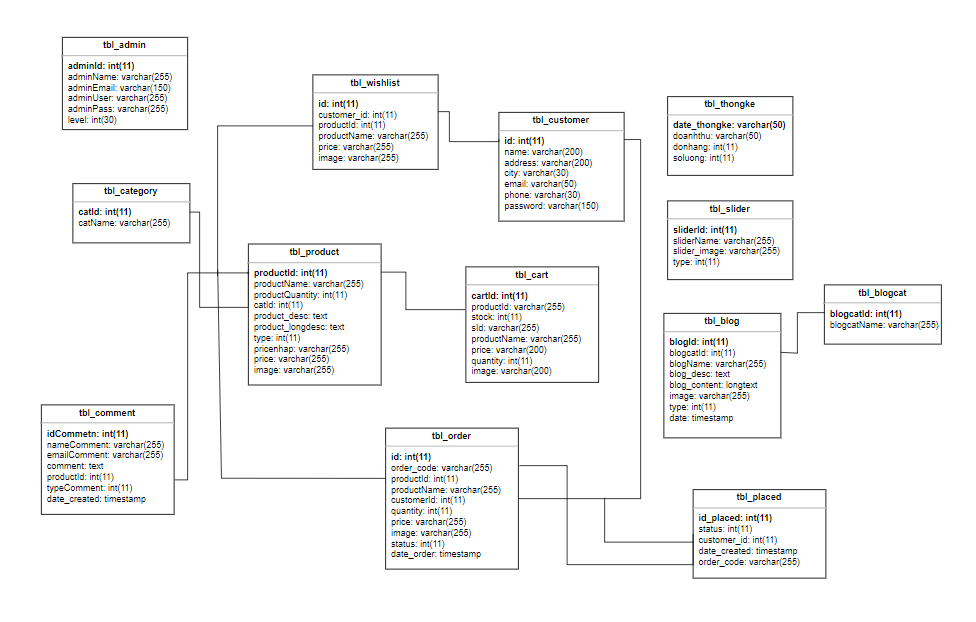 tbl_admin
adminId: int(11)
adminName: varchar(255)
adminEmail: varchar(150)
adminUser: varchar(255)
adminPass: varchar(255)
level: int(30)
tbl_wishlist
id: int(11)
customer_id: int(11)
productId: int(11)
productName: varchar(255)
price: varchar(255)
image: varchar(255)
tbl_customer
id: int(11)
name: varchar(200)
address: varchar(200)
city: varchar(30)
email: varchar(50)
phone: varchar(30)
password: varchar(150)
tbl_thongke
date_thongke: varchar(50)
doanhthu: varchar(50)
donhang: int(11)
soluong: int(11)
tbl_category
catId: int(11)
catName: varchar(255)
tbl_slider
sliderId: int(11)
sliderName: varchar(255)
slider_image: varchar(255)
type: int(11)
tbl_product
productId: int(11)
productName: varchar(255)
productQuantity: int(11)
catId: int(11)
product_desc: text
product_longdesc: text
type: int(11)
pricenhap: varchar(255)
price: varchar(255)
image: varchar(255)
tbl_cart
cartId: int(11)
productId: varchar(255)
stock: int(11)
sId: varchar(255)
productName: varchar(255)
price: varchar(200)
quantity: int(11)
image: varchar(200)
tbl_blogcat
blogcatId: int(11)
blogcatName: varchar(255)
tbl_blog
blogId: int(11)
blogcatId: int(11)
blogName: varchar(255)
blog_desc: text
blog_content: longtext
image: varchar(255)
type: int(11)
date: timestamp
tbl_comment
idCommetn: int(11)
nameComment: varchar(255)
emailComment: varchar(255)
comment: text
productId: int(11)
typeComment: int(11)
date_created: timestamp
tbl_order
id: int(11)
order_code: varchar(255)
productId: int(11)
productName: varchar(255)
customerId: int(11)
quantity: int(11)
price: varchar(255)
image: varchar(255)
status: int(11)
date_order: timestamp
tbl_placed
id_placed: int(11)
status: int(11)
customer_id: int(11)
date_created: timestamp
order_code: varchar(255)